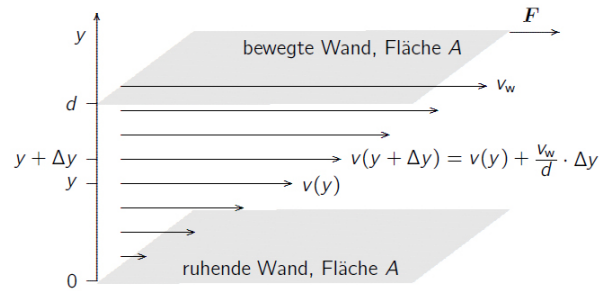 F
y
bewegte Wand, Fläche A
v_w
d
y + Δy
v(y + Δy) = v(y) + v_w/d · Δy
y
v(y)
ruhende Wand, Fläche A
0